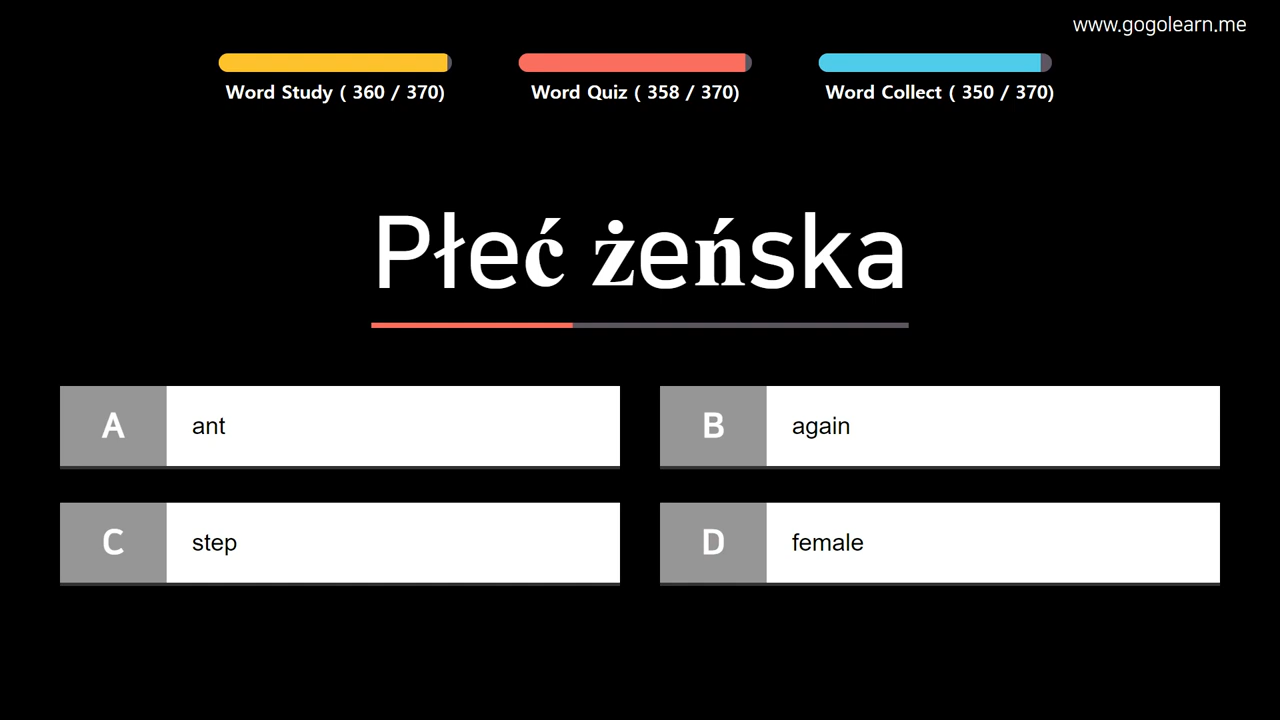 www.gogolearn.me
Word Study ( 360 / 370)
Word Quiz ( 358 / 370)
Word Collect ( 350 / 370)
Płeć żeńska
A ant
B again
C step
D female